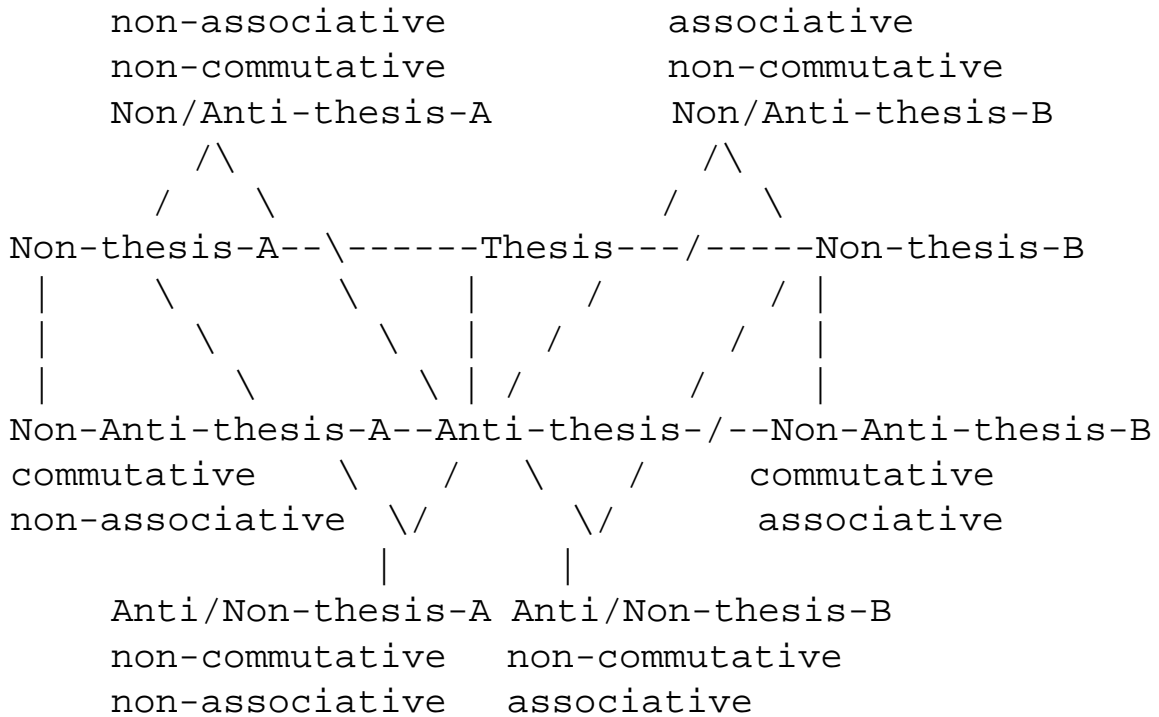 non-associative associative
non-commutative non-commutative
Non/Anti-thesis-A Non/Anti-thesis-B
/\ /\
/ \ / \
Non-thesis-A--\------Thesis---/-----Non-thesis-B
| \ \ | / / |
| \ \ | / / |
| \ \ | / / |
Non-Anti-thesis-A--Anti-thesis-/--Non-Anti-thesis-B
commutative \ / \ / commutative
non-associative \/ \/ associative
| |
Anti/Non-thesis-A Anti/Non-thesis-B
non-commutative non-commutative
non-associative associative